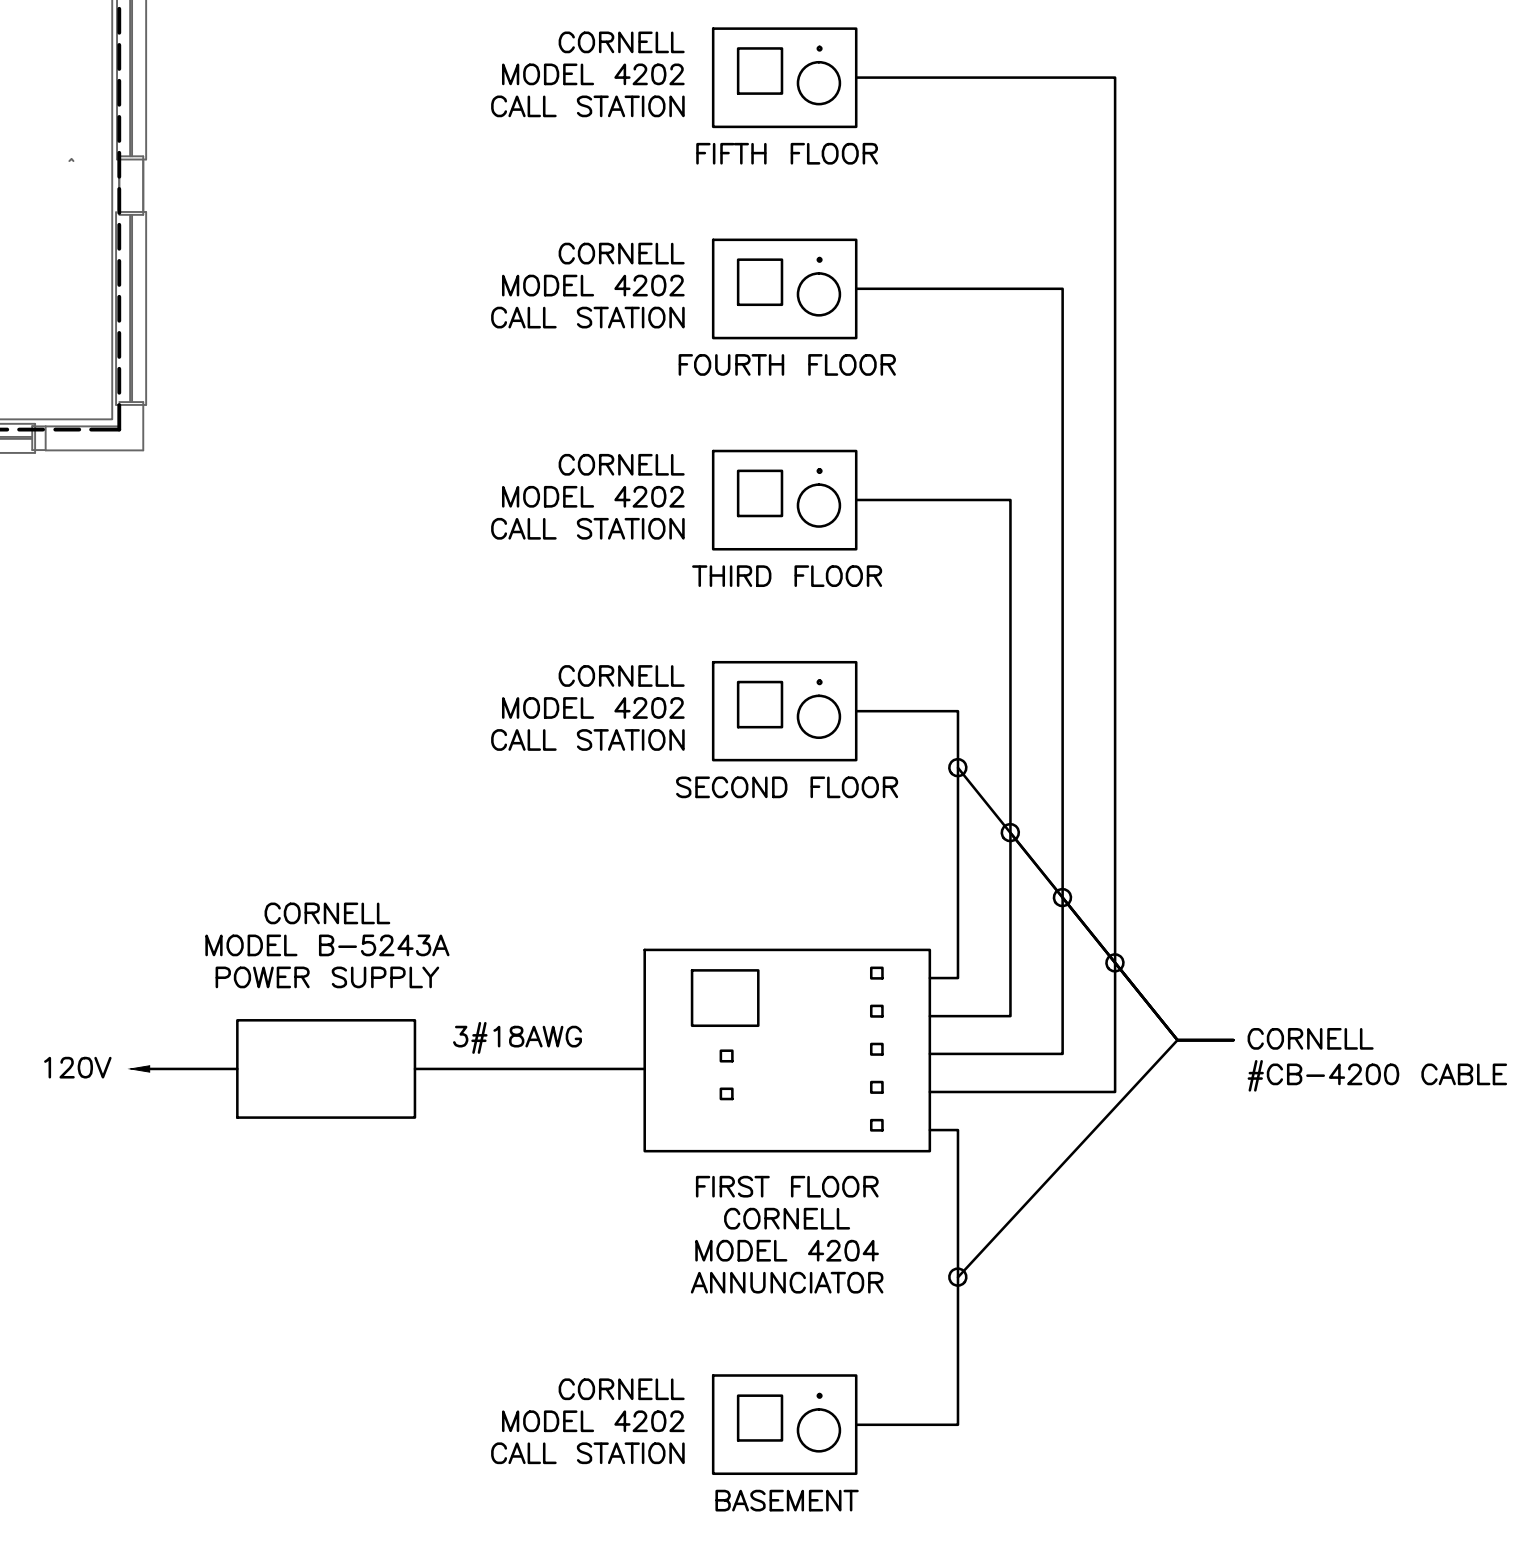 CORNELL
MODEL 4202
CALL STATION
FIFTH FLOOR
CORNELL
MODEL 4202
CALL STATION
FOURTH FLOOR
CORNELL
MODEL 4202
CALL STATION
THIRD FLOOR
CORNELL
MODEL 4202
CALL STATION
SECOND FLOOR
CORNELL
MODEL B-5243A
POWER SUPPLY
120V
3#18AWG
CORNELL
#CB-4200 CABLE
FIRST FLOOR
CORNELL
MODEL 4204
ANNUNCIATOR
CORNELL
MODEL 4202
CALL STATION
BASEMENT